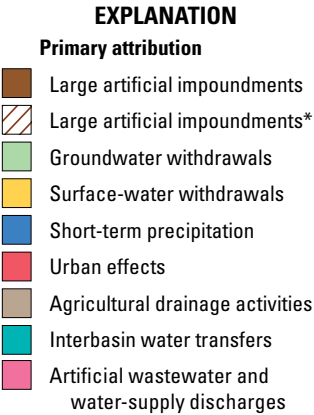 EXPLANATION
Primary attribution
Large artificial impoundments
Large artificial impoundments*
Groundwater withdrawals
Surface-water withdrawals
Short-term precipitation
Urban effects
Agricultural drainage activities
Interbasin water transfers
Artificial wastewater and
water-supply discharges